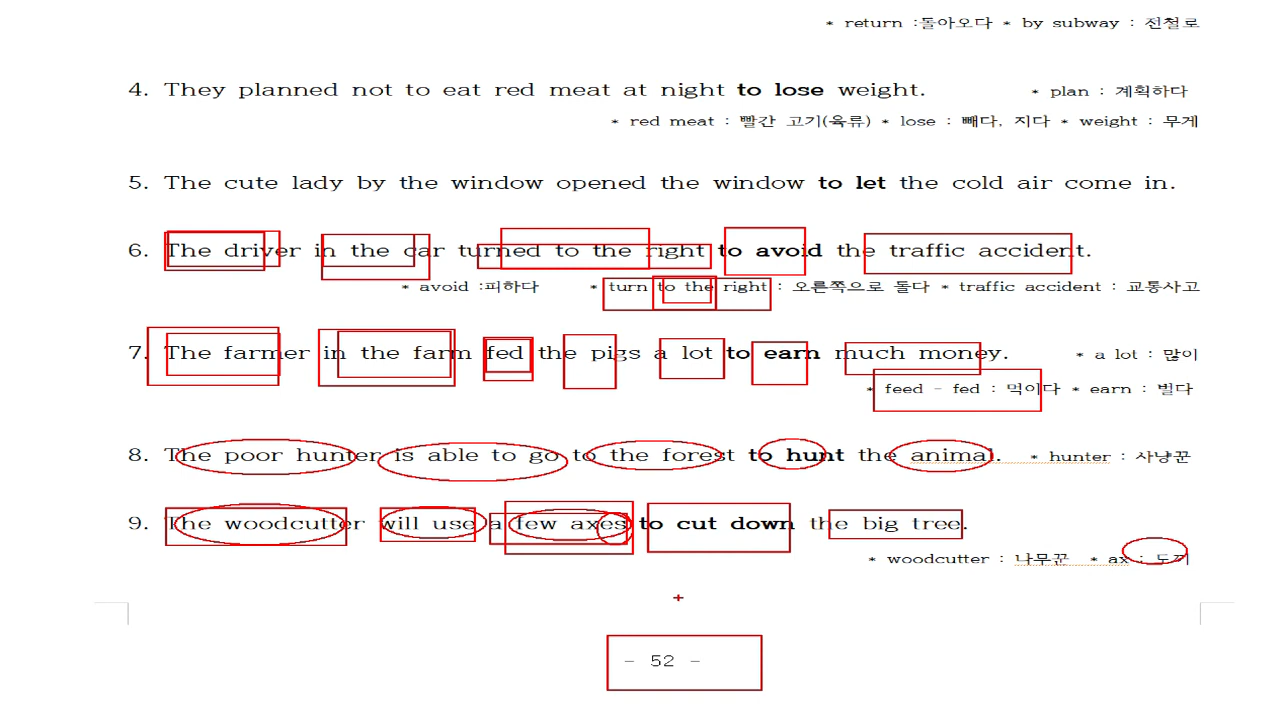 * return :돌아오다 * by subway : 전철로
4. They planned not to eat red meat at night to lose weight. * plan : 계획하다
* red meat : 빨간 고기(육류) * lose : 빼다, 지다 * weight : 무게
5. The cute lady by the window opened the window to let the cold air come in.
6. The driver in the car turned to the right to avoid the traffic accident.
* avoid :피하다 * turn to the right : 오른쪽으로 돌다 * traffic accident : 교통사고
7. The farmer in the farm fed the pigs a lot to earn much money. * a lot : 많이
* feed - fed : 먹이다 * earn : 벌다
8. The poor hunter is able to go to the forest to hunt the animal. * hunter : 사냥꾼
9. The woodcutter will use a few axes to cut down the big tree.
* woodcutter : 나무꾼 * ax : 도끼
- 52 -